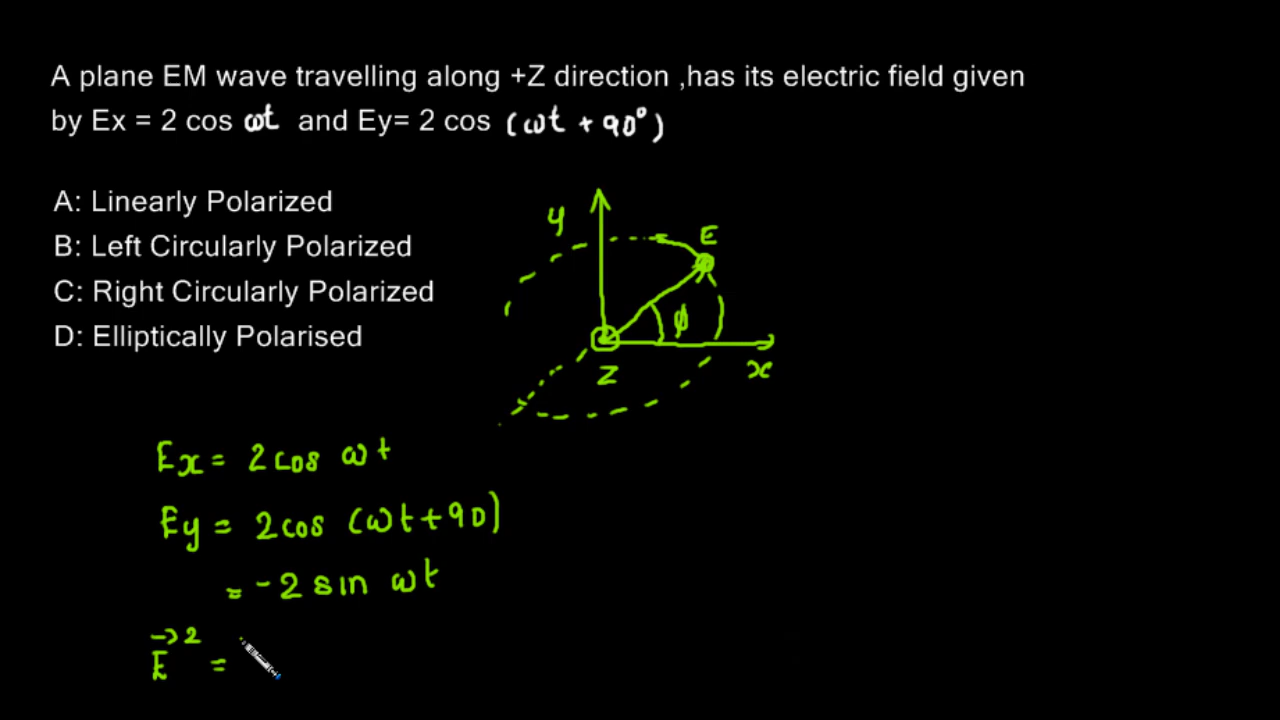 A plane EM wave travelling along +Z direction ,has its electric field given
by Ex = 2 cos ωt and Ey= 2 cos (ωt + 90°)
A: Linearly Polarized
B: Left Circularly Polarized
C: Right Circularly Polarized
D: Elliptically Polarised
y
E
ϕ
Z
x
Ex = 2 cos ωt
Ey = 2 cos (ωt+90)
= -2 sin ωt
E⃗² =